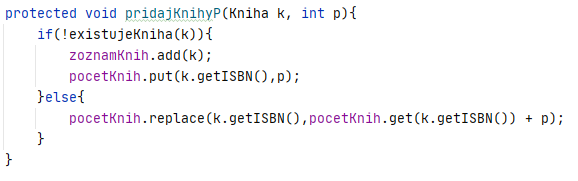 protected void pridajKnihyP(Kniha k, int p){
    if(!existujeKniha(k)){
        zoznamKnih.add(k);
        pocetKnih.put(k.getISBN(),p);
    }else{
        pocetKnih.replace(k.getISBN(),pocetKnih.get(k.getISBN()) + p);
    }
}